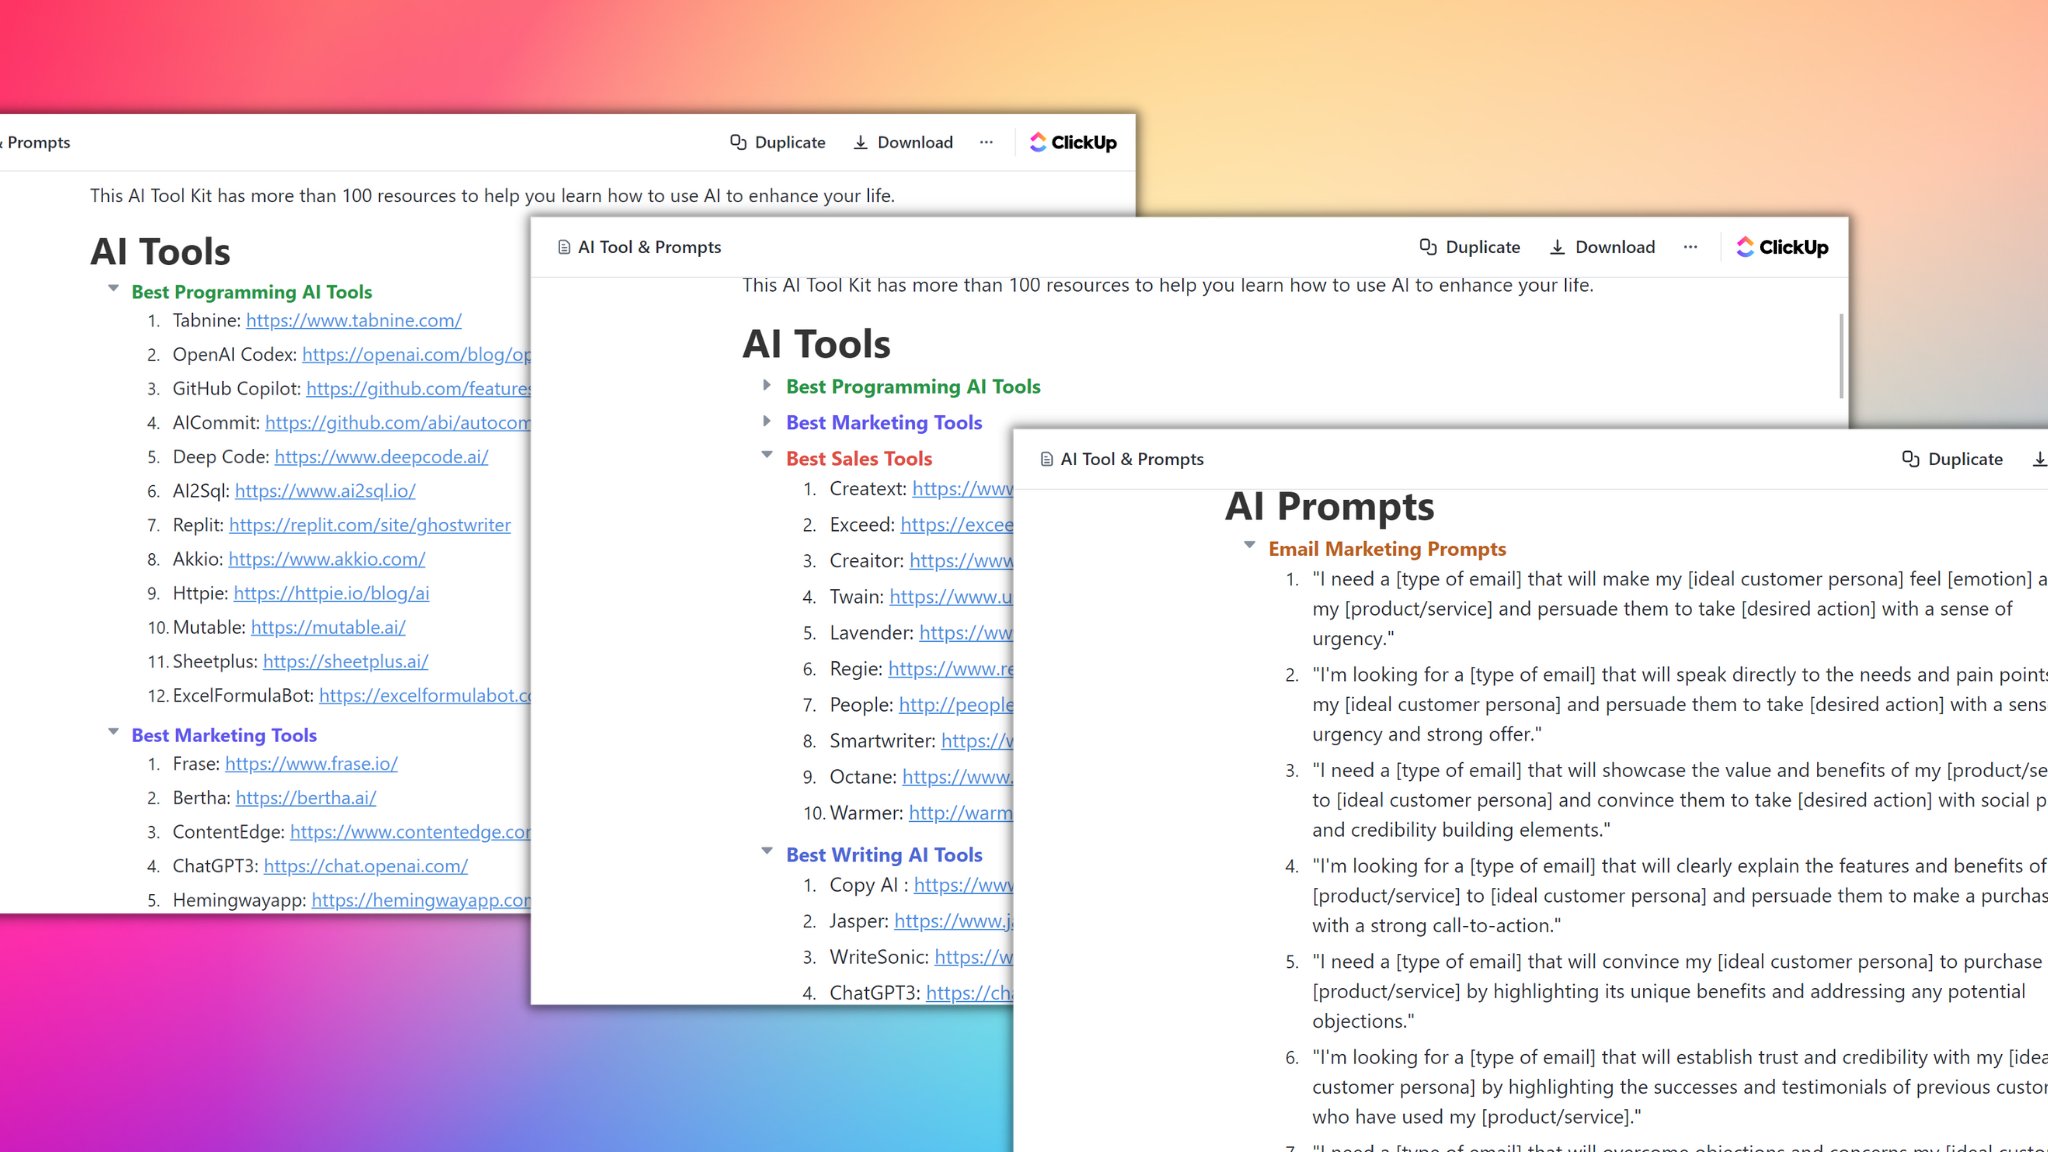 & Prompts
Duplicate
Download
ClickUp
This AI Tool Kit has more than 100 resources to help you learn how to use AI to enhance your life.
AI Tools
Best Programming AI Tools
1. Tabnine: https://www.tabnine.com/
2. OpenAI Codex: https://openai.com/blog/op
3. GitHub Copilot: https://github.com/features
4. AICommit: https://github.com/abi/autocom
5. Deep Code: https://www.deepcode.ai/
6. AI2Sql: https://www.ai2sql.io/
7. Replit: https://replit.com/site/ghostwriter
8. Akkio: https://www.akkio.com/
9. Httpie: https://httpie.io/blog/ai
10. Mutable: https://mutable.ai/
11. Sheetplus: https://sheetplus.ai/
12. ExcelFormulaBot: https://excelformulabot.co
Best Marketing Tools
1. Frase: https://www.frase.io/
2. Bertha: https://bertha.ai/
3. ContentEdge: https://www.contentedge.com
4. ChatGPT3: https://chat.openai.com/
5. Hemingwayapp: https://hemingwayapp.com
AI Tool & Prompts
Duplicate
Download
ClickUp
This AI Tool Kit has more than 100 resources to help you learn how to use AI to enhance your life.
AI Tools
Best Programming AI Tools
Best Marketing Tools
Best Sales Tools
1. Creatext: https://www
2. Exceed: https://excee
3. Creaitor: https://www
4. Twain: https://www.u
5. Lavender: https://ww
6. Regie: https://www.re
7. People: http://people
8. Smartwriter: https://w
9. Octane: https://www.
10. Warmer: http://warm
Best Writing AI Tools
1. Copy AI : https://www
2. Jasper: https://www.ja
3. WriteSonic: https://w
4. ChatGPT3: https://cha
AI Tool & Prompts
Duplicate
AI Prompts
Email Marketing Prompts
1. "I need a [type of email] that will make my [ideal customer persona] feel [emotion] a
my [product/service] and persuade them to take [desired action] with a sense of
urgency."
2. "I'm looking for a [type of email] that will speak directly to the needs and pain points
my [ideal customer persona] and persuade them to take [desired action] with a sens
urgency and strong offer."
3. "I need a [type of email] that will showcase the value and benefits of my [product/se
to [ideal customer persona] and convince them to take [desired action] with social p
and credibility building elements."
4. "I'm looking for a [type of email] that will clearly explain the features and benefits of
[product/service] to [ideal customer persona] and persuade them to make a purchas
with a strong call-to-action."
5. "I need a [type of email] that will convince my [ideal customer persona] to purchase
[product/service] by highlighting its unique benefits and addressing any potential
objections."
6. "I'm looking for a [type of email] that will establish trust and credibility with my [idea
customer persona] by highlighting the successes and testimonials of previous custo
who have used my [product/service]."
7. "I need a [type of email] that will overcome objections and concerns my [ideal custo